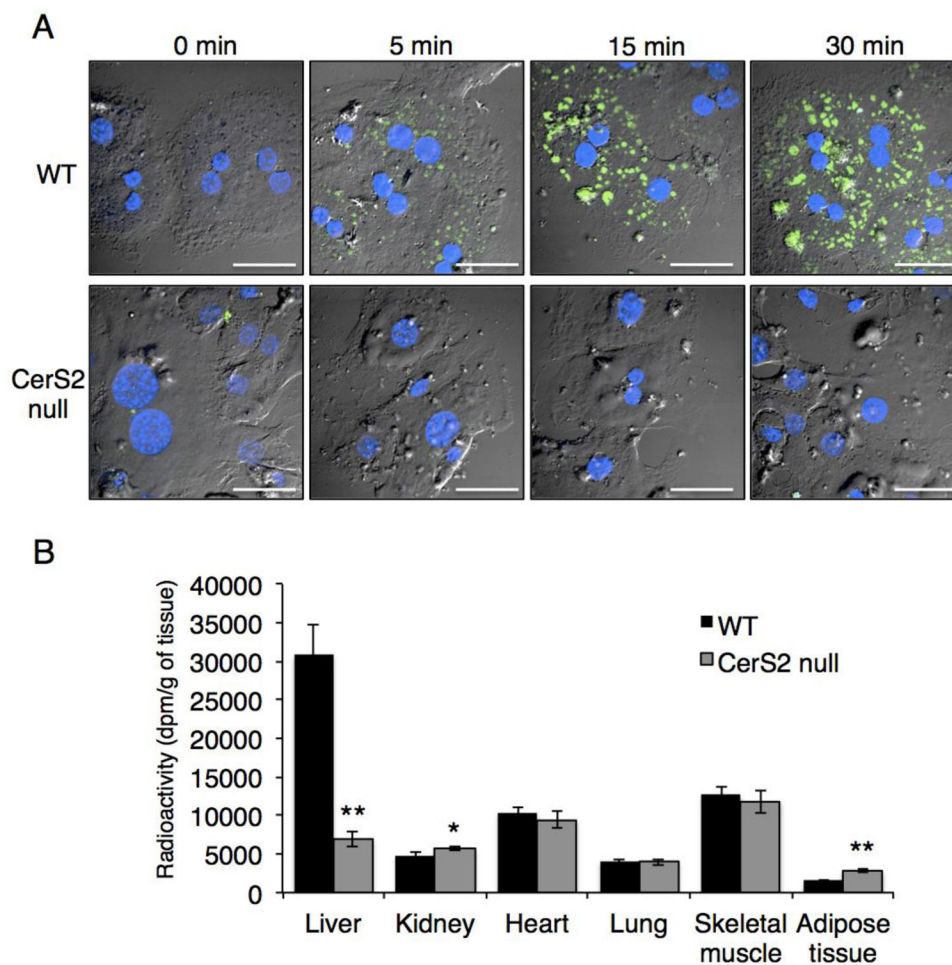 A
0 min 5 min 15 min 30 min
WT
CerS2
null
B
Radioactivity (dpm/g of tissue)
40000
35000
30000
25000
20000
15000
10000
5000
0
WT
CerS2 null
**
*
**
Liver Kidney Heart Lung Skeletal Adipose
muscle tissue